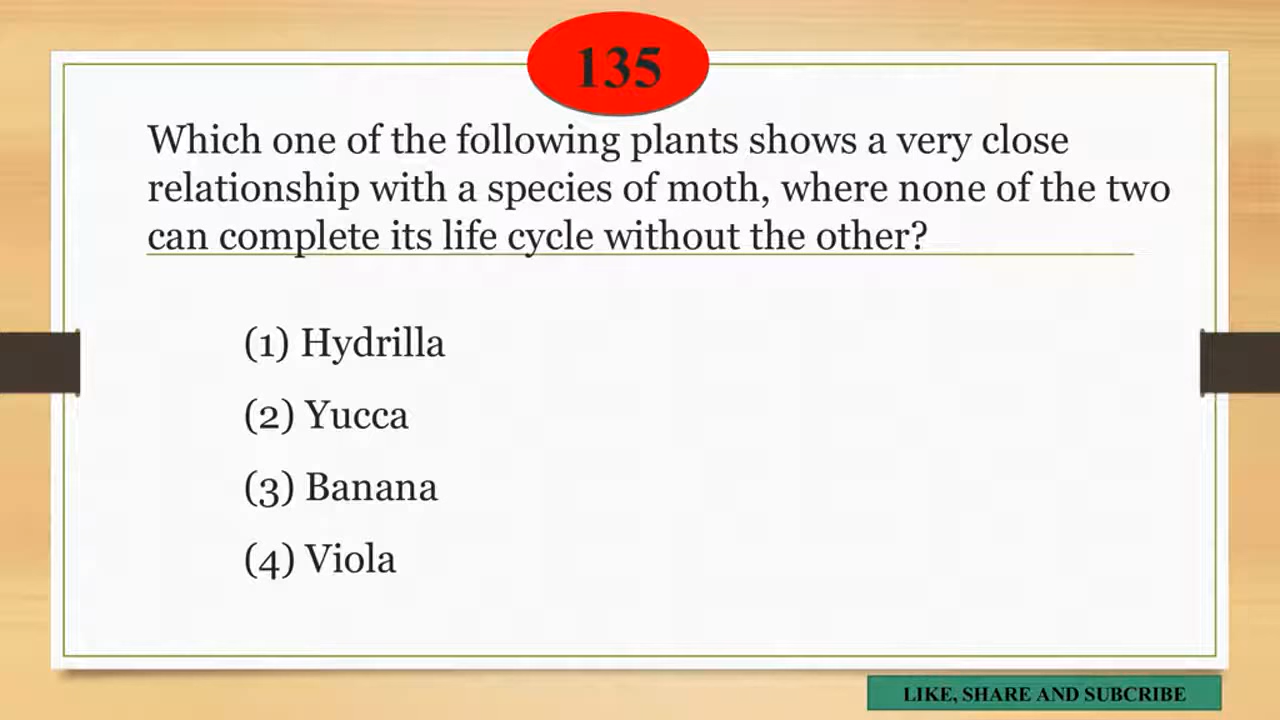 135
Which one of the following plants shows a very close
relationship with a species of moth, where none of the two
can complete its life cycle without the other?
(1) Hydrilla
(2) Yucca
(3) Banana
(4) Viola
LIKE, SHARE AND SUBCRIBE